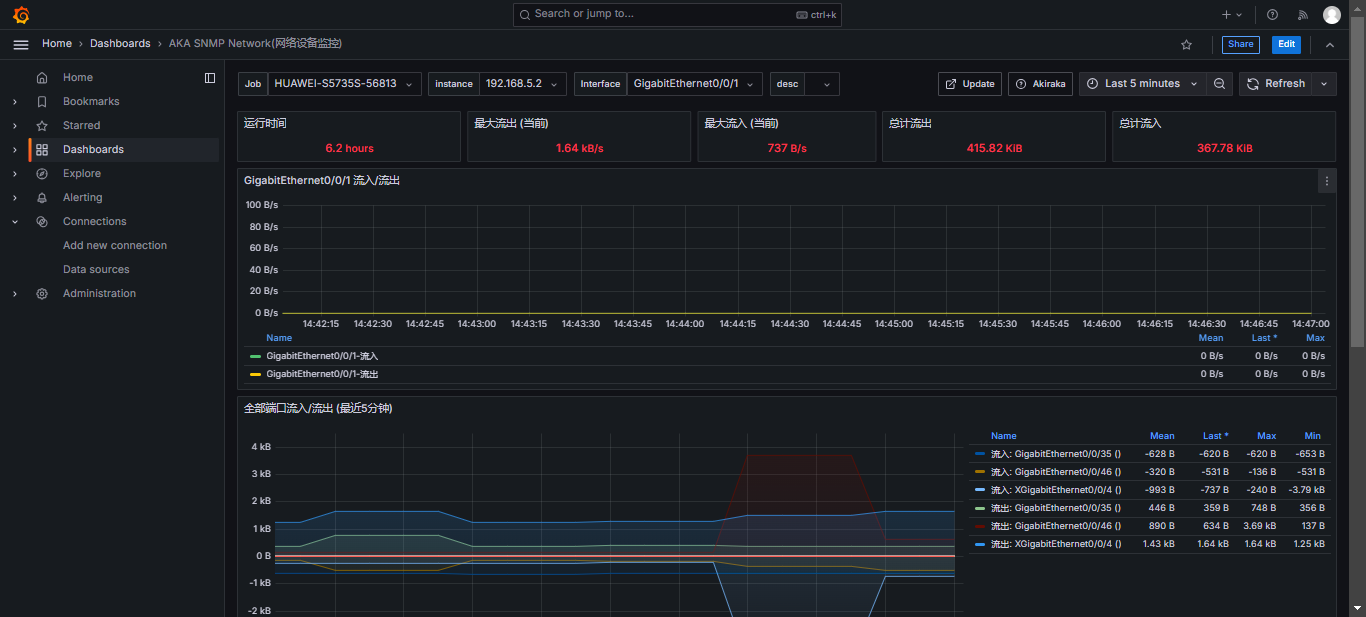 Search or jump to... ctrl+k
Home › Dashboards › AKA SNMP Network(网络设备监控) Share Edit
Home
Bookmarks
Starred
Dashboards
Explore
Alerting
Connections
Add new connection
Data sources
Administration
Job HUAWEI-S5735S-56813 instance 192.168.5.2 Interface GigabitEthernet0/0/1 desc Update Akiraka Last 5 minutes Refresh
运行时间 最大流出 (当前) 最大流入 (当前) 总计流出 总计流入
6.2 hours 1.64 kB/s 737 B/s 415.82 KiB 367.78 KiB
GigabitEthernet0/0/1 流入/流出
100 B/s
80 B/s
60 B/s
40 B/s
20 B/s
0 B/s
14:42:15 14:42:30 14:42:45 14:43:00 14:43:15 14:43:30 14:43:45 14:44:00 14:44:15 14:44:30 14:44:45 14:45:00 14:45:15 14:45:30 14:45:45 14:46:00 14:46:15 14:46:30 14:46:45 14:47:00
Name Mean Last * Max
GigabitEthernet0/0/1-流入 0 B/s 0 B/s 0 B/s
GigabitEthernet0/0/1-流出 0 B/s 0 B/s 0 B/s
全部端口流入/流出 (最近5分钟)
4 kB
3 kB
2 kB
1 kB
0 B
-1 kB
-2 kB
Name Mean Last * Max Min
流入: GigabitEthernet0/0/35 () -628 B -620 B -620 B -653 B
流入: GigabitEthernet0/0/46 () -320 B -531 B -136 B -531 B
流入: XGigabitEthernet0/0/4 () -993 B -737 B -240 B -3.79 kB
流出: GigabitEthernet0/0/35 () 446 B 359 B 748 B 356 B
流出: GigabitEthernet0/0/46 () 890 B 634 B 3.69 kB 137 B
流出: XGigabitEthernet0/0/4 () 1.43 kB 1.64 kB 1.64 kB 1.25 kB